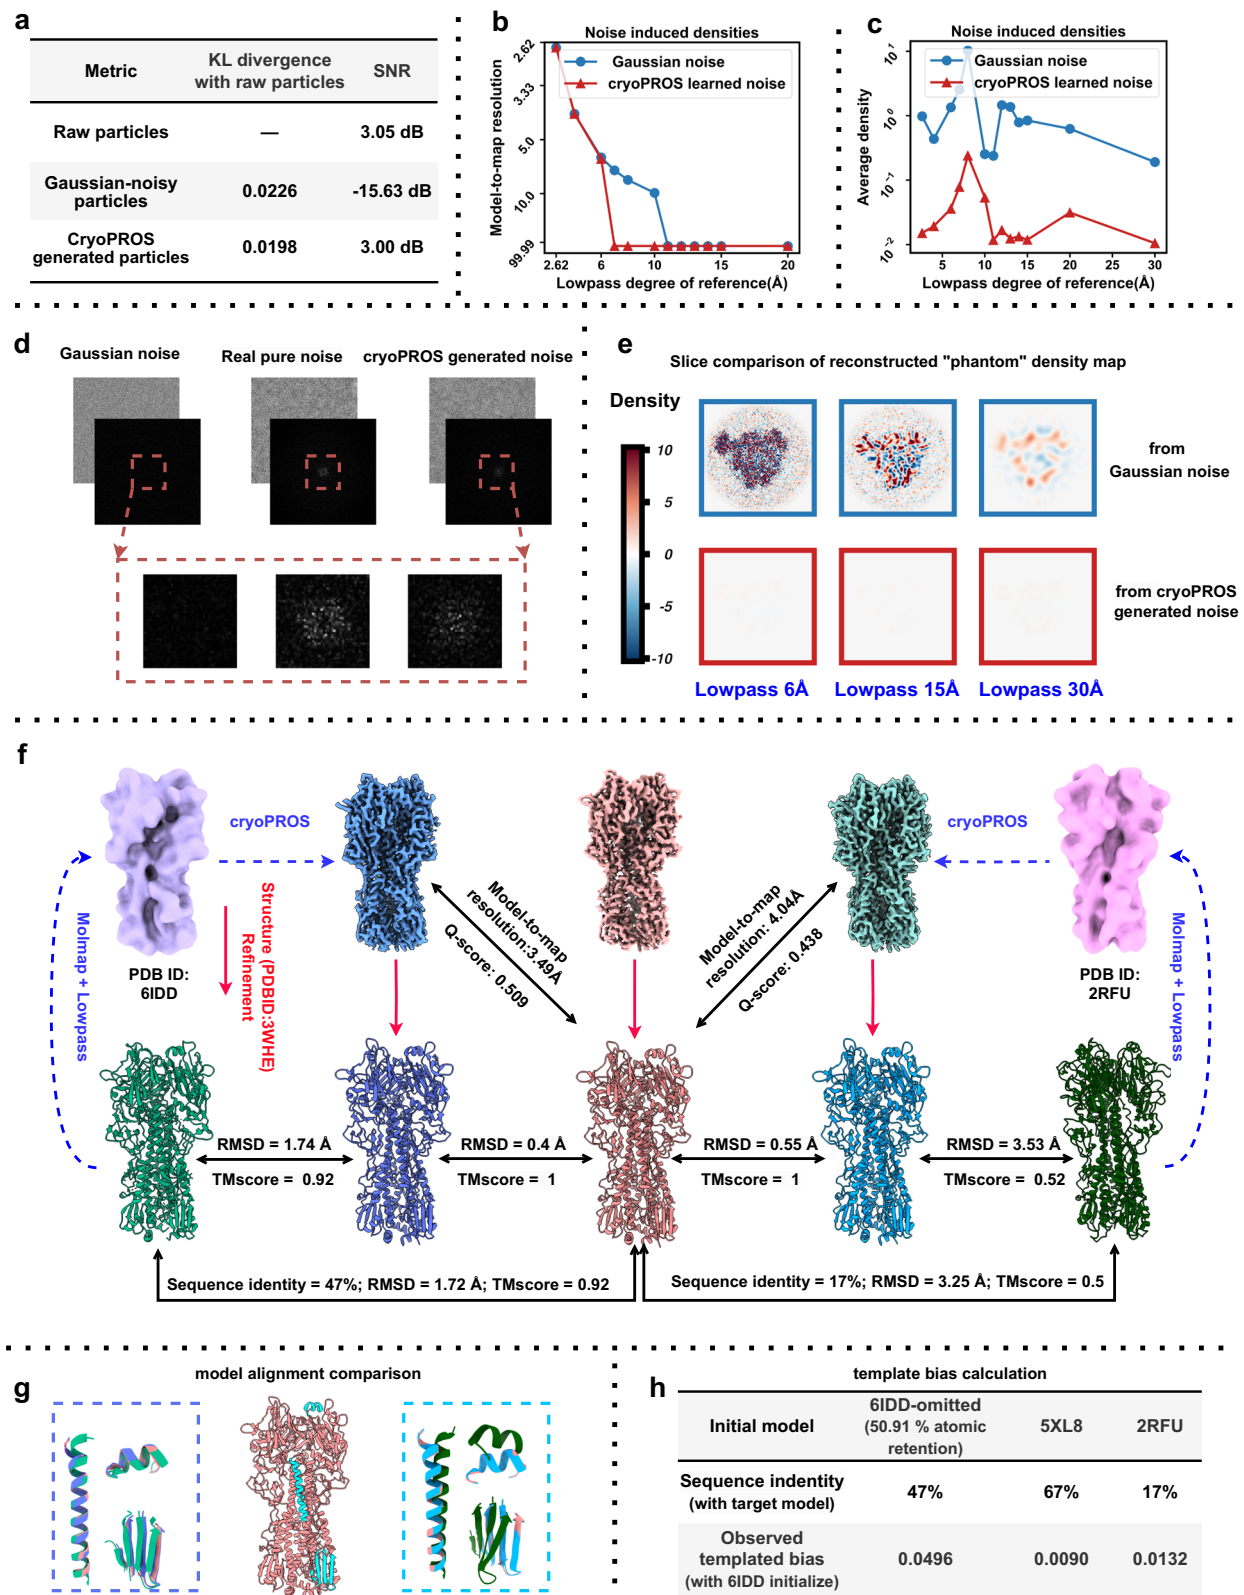 a
Metric
KL divergence
with raw particles
SNR
Raw particles
—
3.05 dB
Gaussian-noisy
particles
0.0226
-15.63 dB
CryoPROS
generated particles
0.0198
3.00 dB
b
Noise induced densities
Gaussian noise
cryoPROS learned noise
Model-to-map resolution
2.62
3.33
5.0
10.0
99.99
2.62
6
10
15
20
Lowpass degree of reference(Å)
c
Noise induced densities
Gaussian noise
cryoPROS learned noise
Average density
10^1
10^0
10^-1
10^-2
5
10
15
20
25
30
Lowpass degree of reference(Å)
d
Gaussian noise
Real pure noise
cryoPROS generated noise
e
Slice comparison of reconstructed "phantom" density map
Density
10
5
0
-5
-10
from
Gaussian noise
from cryoPROS
generated noise
Lowpass 6Å
Lowpass 15Å
Lowpass 30Å
f
cryoPROS
cryoPROS
Molmap + Lowpass
PDB ID:
6IDD
Structure (PDBID:3WHE)
Refinement
Model-to-map
resolution:3.49Å
Q-score: 0.509
Model-to-map
resolution: 4.04Å
Q-score: 0.438
PDB ID:
2RFU
Molmap + Lowpass
RMSD = 1.74 Å
TMscore = 0.92
RMSD = 0.4 Å
TMscore = 1
RMSD = 0.55 Å
TMscore = 1
RMSD = 3.53 Å
TMscore = 0.52
Sequence identity = 47%; RMSD = 1.72 Å; TMscore = 0.92
Sequence identity = 17%; RMSD = 3.25 Å; TMscore = 0.5
g
model alignment comparison
h
template bias calculation
Initial model
6IDD-omitted
(50.91 % atomic
retention)
5XL8
2RFU
Sequence indentity
(with target model)
47%
67%
17%
Observed
templated bias
(with 6IDD initialize)
0.0496
0.0090
0.0132